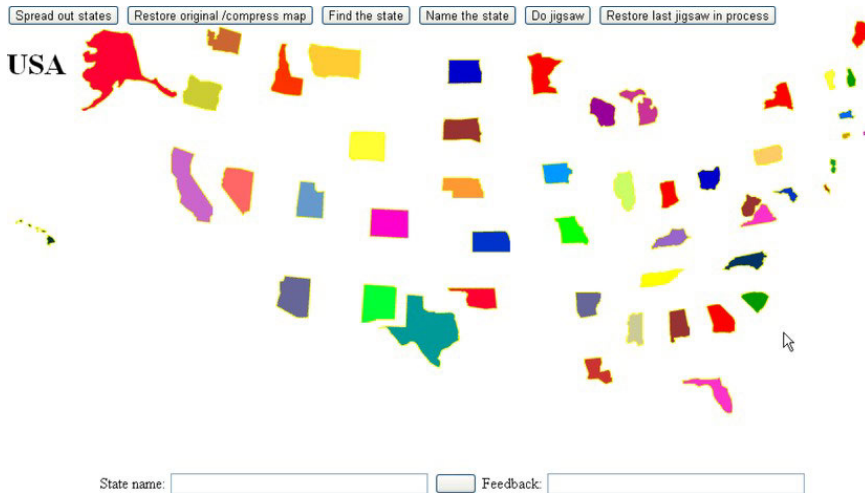 Spread out states Restore original /compress map Find the state Name the state Do jigsaw Restore last jigsaw in process
USA
State name: Feedback: